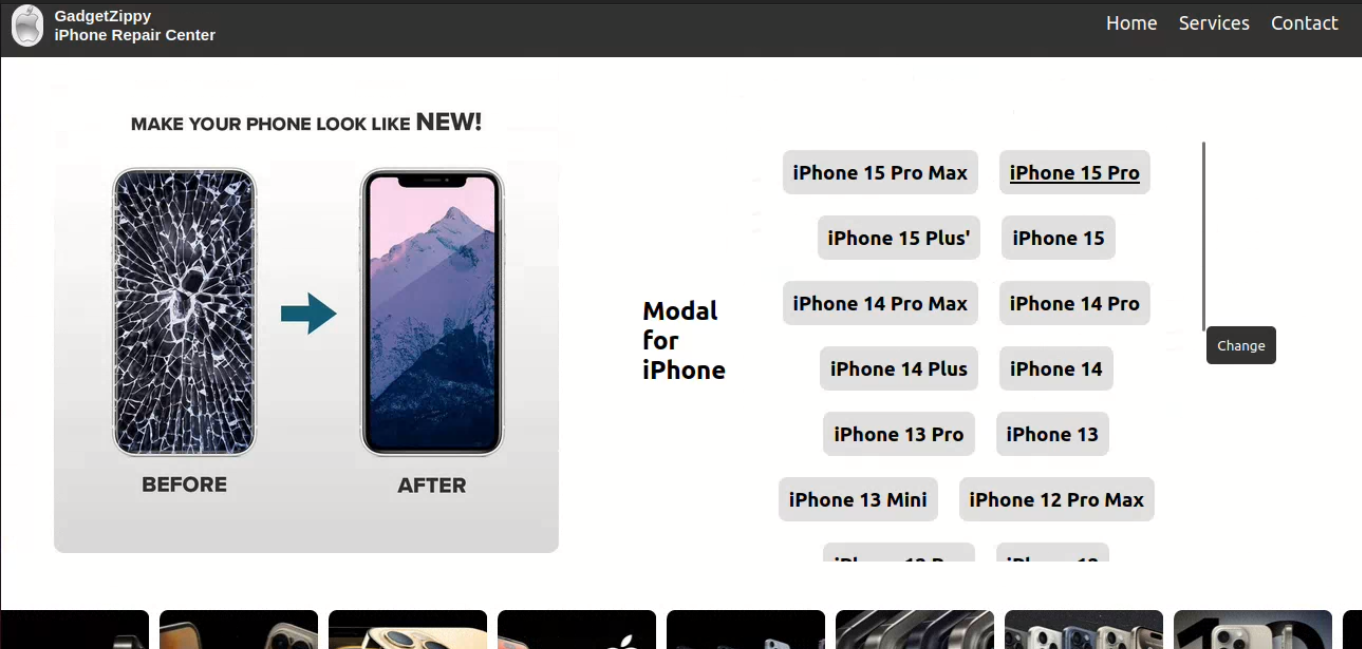 GadgetZippy
iPhone Repair Center
Home Services Contact
MAKE YOUR PHONE LOOK LIKE NEW!
BEFORE
AFTER
Modal
for
iPhone
iPhone 15 Pro Max
iPhone 15 Pro
iPhone 15 Plus'
iPhone 15
iPhone 14 Pro Max
iPhone 14 Pro
iPhone 14 Plus
iPhone 14
iPhone 13 Pro
iPhone 13
iPhone 13 Mini
iPhone 12 Pro Max
Change